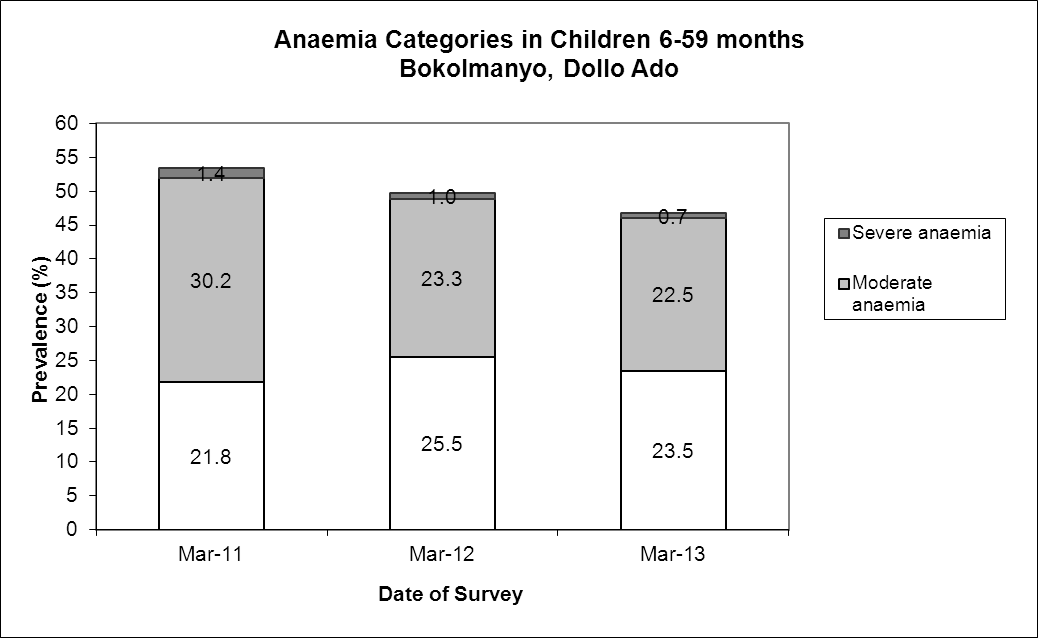 Anaemia Categories in Children 6-59 months
Bokolmanyo, Dollo Ado
Prevalence (%)
60
55
50
45
40
35
30
25
20
15
10
5
0
1.4
1.0
0.7
30.2
23.3
22.5
21.8
25.5
23.5
Mar-11
Mar-12
Mar-13
Date of Survey
Severe anaemia
Moderate
anaemia